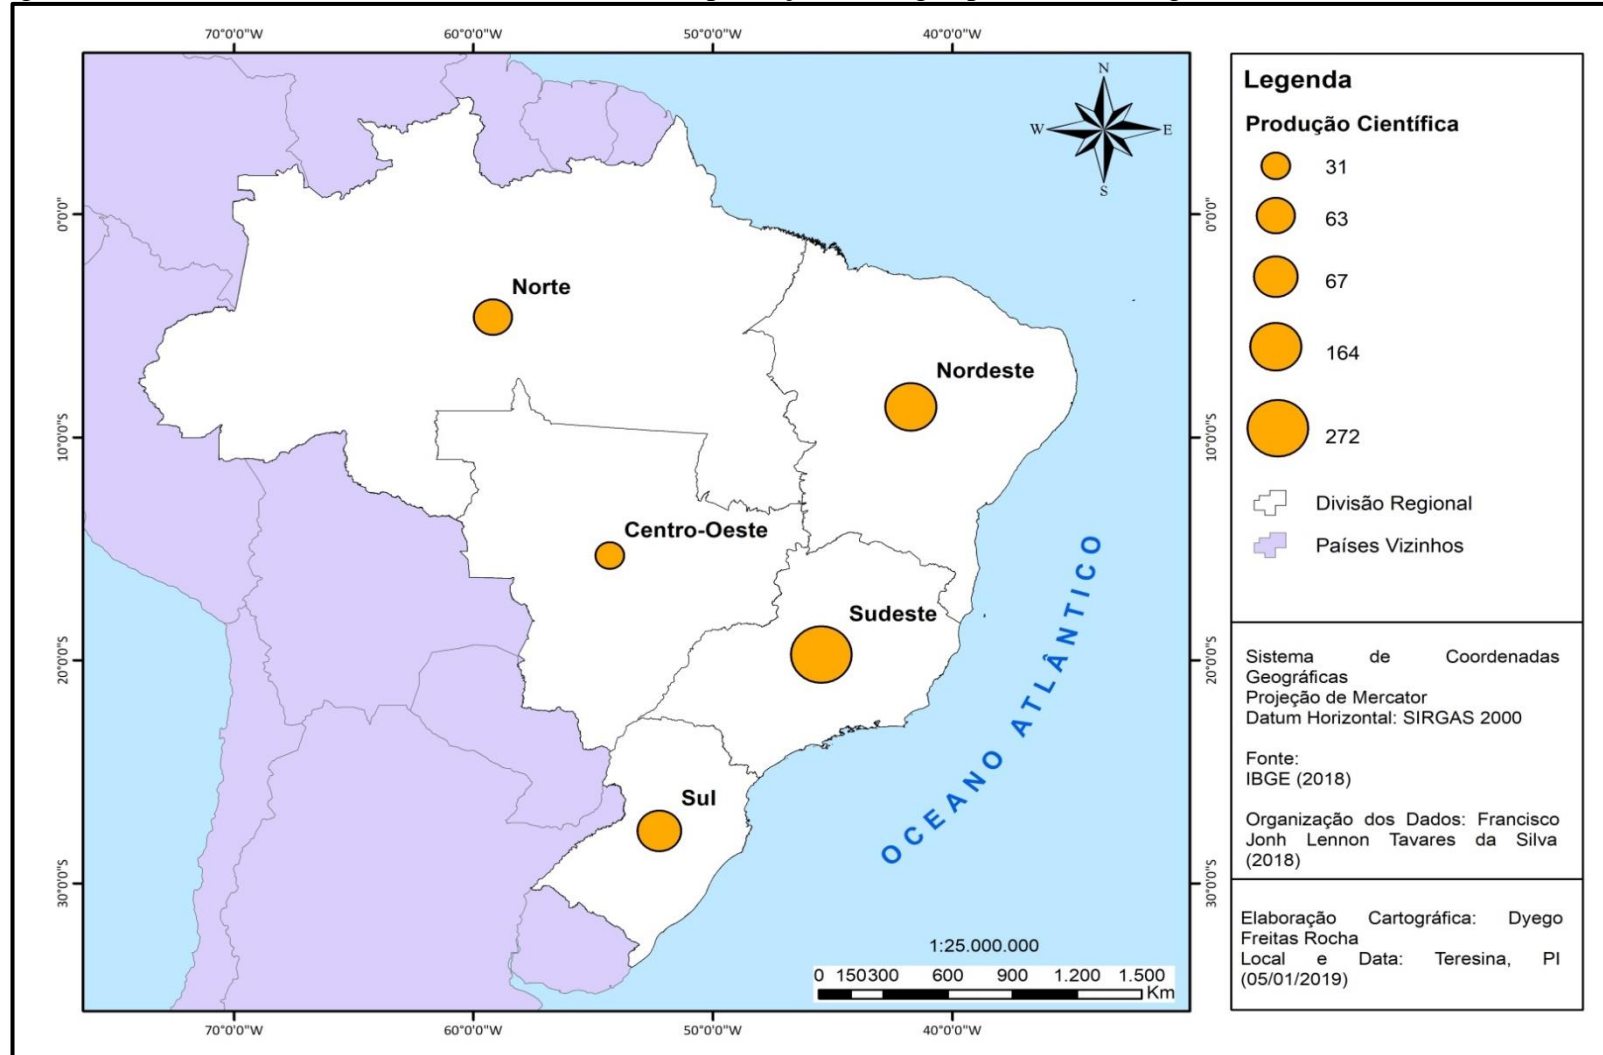 70°0'0"W 60°0'0"W 50°0'0"W 40°0'0"W
N
W E
S
0°0'0" 0°0'0"
10°0'0"S 10°0'0"S
20°0'0"S 20°0'0"S
30°0'0"S 30°0'0"S
Norte
Nordeste
Centro-Oeste
Sudeste
Sul
OCEANO ATLÂNTICO
1:25.000.000
0 150 300 600 900 1.200 1.500
Km
70°0'0"W 60°0'0"W 50°0'0"W 40°0'0"W
Legenda
Produção Científica
31
63
67
164
272
Divisão Regional
Países Vizinhos
Sistema de Coordenadas
Geográficas
Projeção de Mercator
Datum Horizontal: SIRGAS 2000
Fonte:
IBGE (2018)
Organização dos Dados: Francisco
Jonh Lennon Tavares da Silva
(2018)
Elaboração Cartográfica: Dyego
Freitas Rocha
Local e Data: Teresina, PI
(05/01/2019)